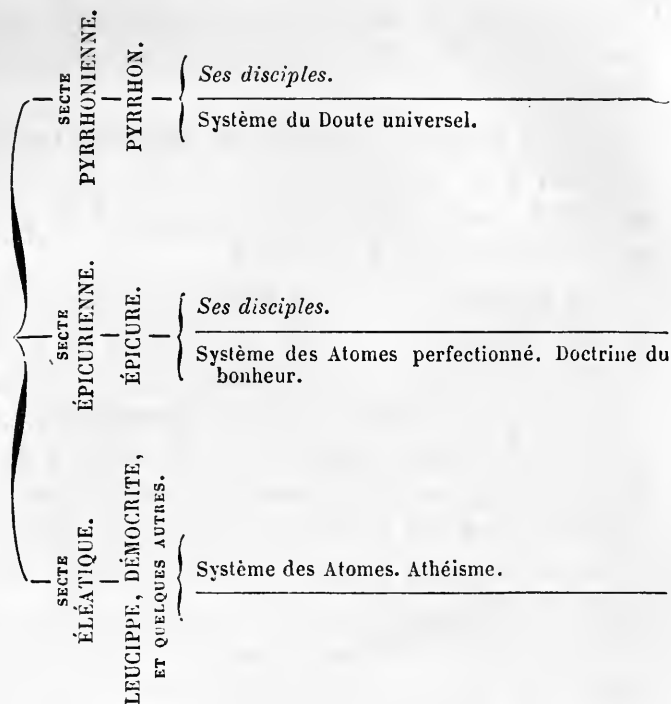 SECTE
PYRRHONIENNE.
PYRRHON.
Ses disciples.
Système du Doute universel.
SECTE
ÉPICURIENNE.
ÉPICURE.
Ses disciples.
Système des Atomes perfectionné. Doctrine du
bonheur.
SECTE
ÉLÉATIQUE.
LEUCIPPE, DÉMOCRITE,
ET QUELQUES AUTRES.
Système des Atomes. Athéisme.